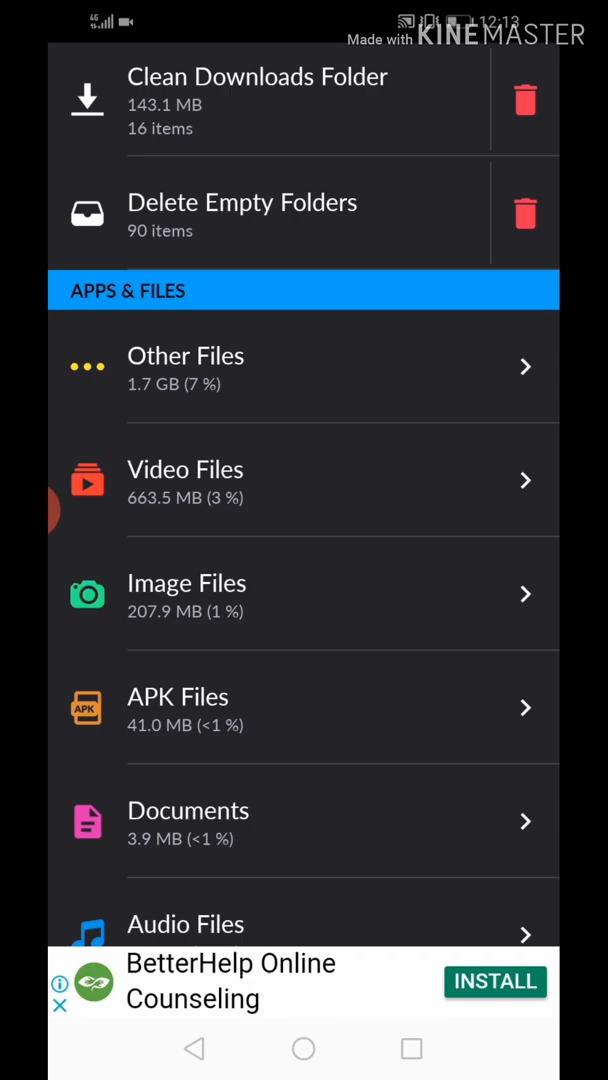 4G
12:13
Made with KINEMASTER
Clean Downloads Folder
143.1 MB
16 items
Delete Empty Folders
90 items
APPS & FILES
Other Files
1.7 GB (7 %)
Video Files
663.5 MB (3 %)
Image Files
207.9 MB (1 %)
APK
APK Files
41.0 MB (<1 %)
Documents
3.9 MB (<1 %)
Audio Files
BetterHelp Online
Counseling
INSTALL